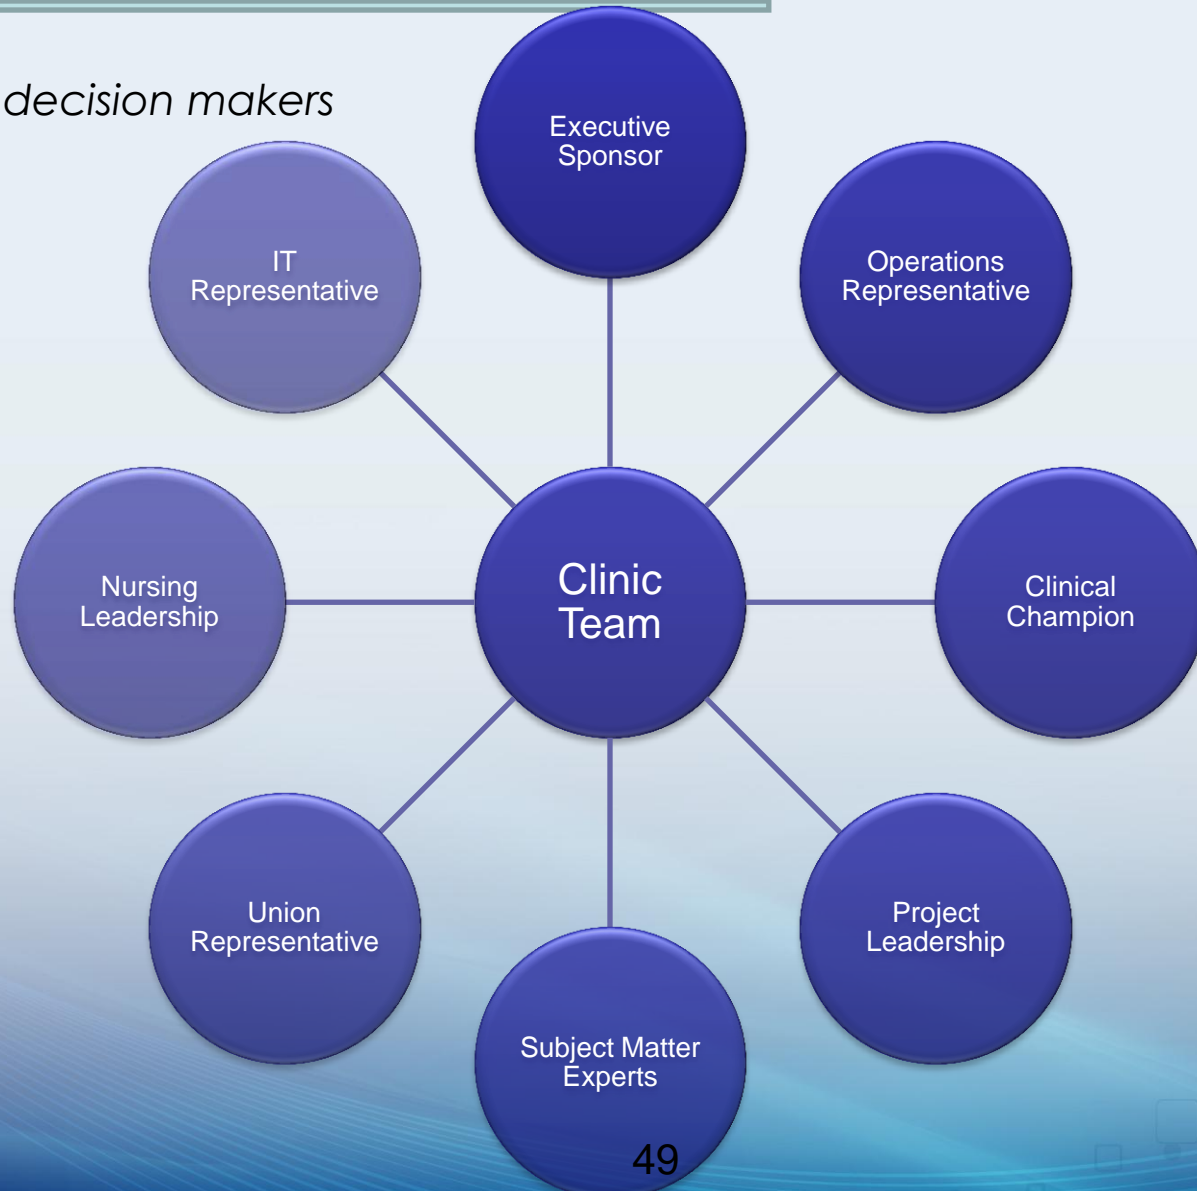 decision makers
Executive
Sponsor
IT
Representative
Operations
Representative
Nursing
Leadership
Clinic
Team
Clinical
Champion
Union
Representative
Project
Leadership
Subject Matter
Experts
49